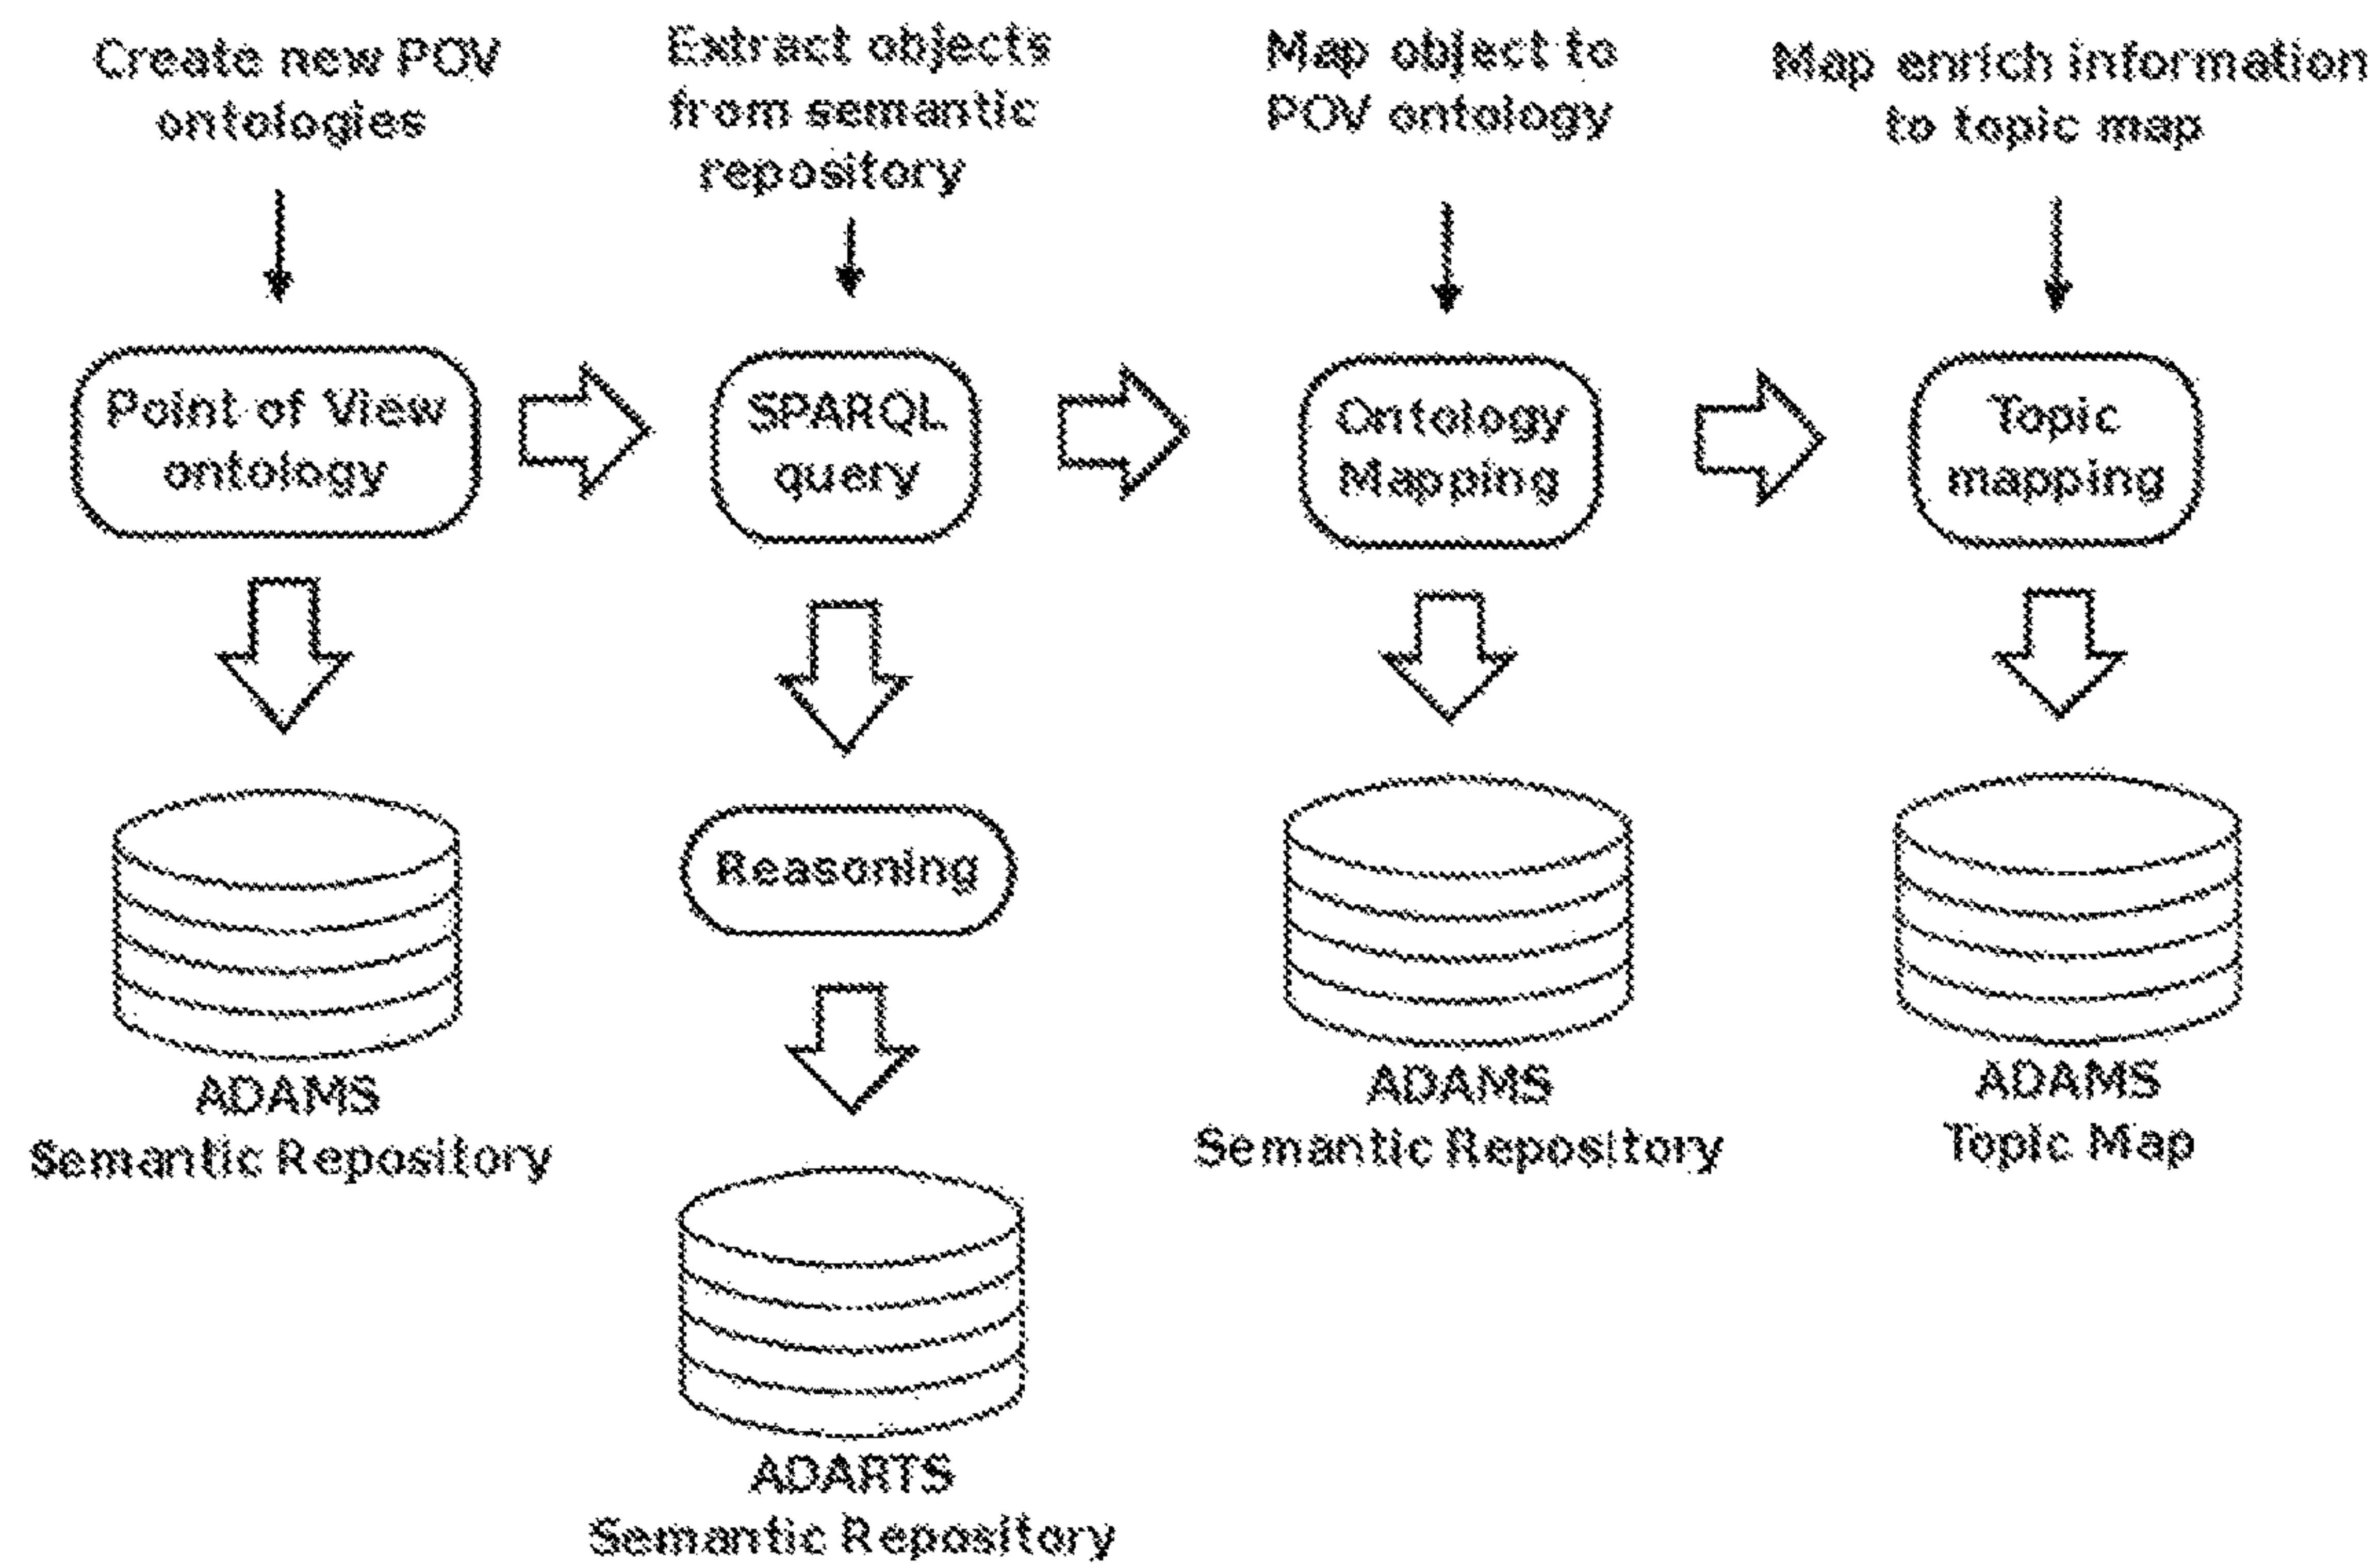 Create new POV
ontologies
Extract objects
from semantic
repository
Map object to
POV ontology
Map enrich information
to topic map
Point of View
ontology
SPARQL
query
Ontology
Mapping
Topic
mapping
Reasoning
ADAMS
Semantic Repository
ADAMS
Semantic Repository
ADAMS
Topic Map
ADARTS
Semantic Repository